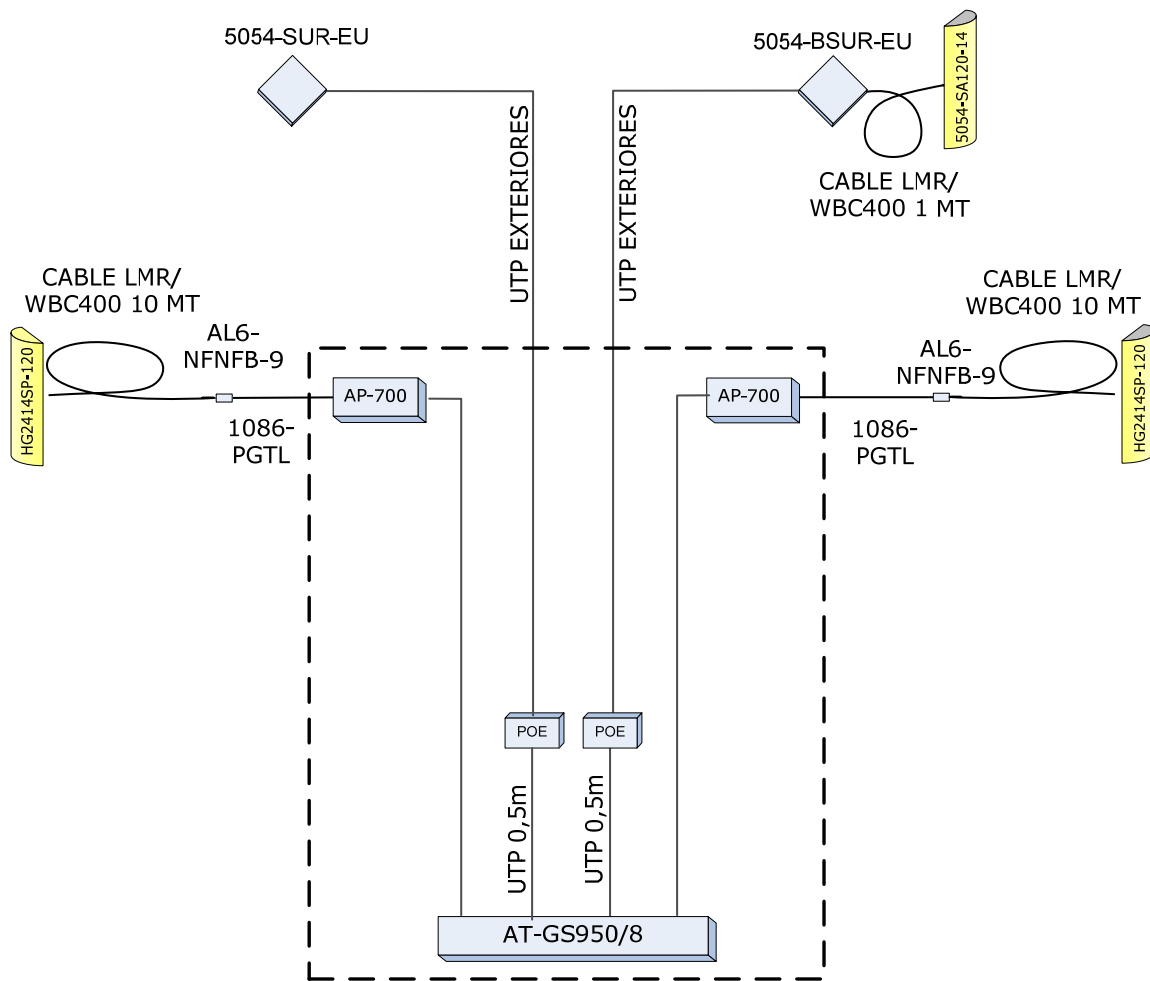 5054-SUR-EU
5054-BSUR-EU
5054-SA120-14
UTP EXTERIORES
UTP EXTERIORES
CABLE LMR/
WBC400 1 MT
CABLE LMR/
WBC400 10 MT
CABLE LMR/
WBC400 10 MT
HG2414SP-120
AL6-
NFNFB-9
1086-
PGTL
AP-700
AP-700
AL6-
NFNFB-9
1086-
PGTL
HG2414SP-120
POE
POE
UTP 0,5m
UTP 0,5m
AT-GS950/8